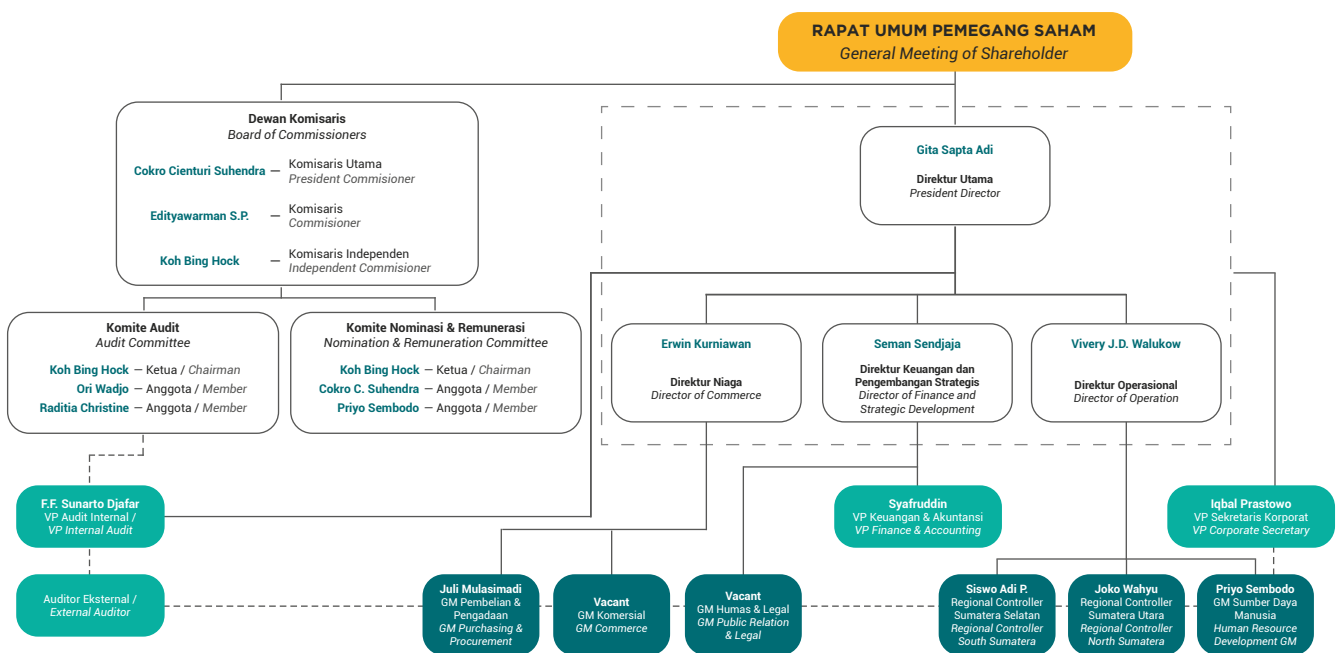 RAPAT UMUM PEMEGANG SAHAM
General Meeting of Shareholder
Dewan Komisaris
Board of Commissioners
Cokro Cienturi Suhendra — Komisaris Utama
President Commisioner
Edityawarman S.P. — Komisaris
Commisioner
Koh Bing Hock — Komisaris Independen
Independent Commisioner
Gita Sapta Adi
Direktur Utama
President Director
Komite Audit
Audit Committee
Koh Bing Hock — Ketua / Chairman
Ori Wadjo — Anggota / Member
Raditia Christine — Anggota / Member
Komite Nominasi & Remunerasi
Nomination & Remuneration Committee
Koh Bing Hock — Ketua / Chairman
Cokro C. Suhendra — Anggota / Member
Priyo Sembodo — Anggota / Member
Erwin Kurniawan
Direktur Niaga
Director of Commerce
Seman Sendjaja
Direktur Keuangan dan
Pengembangan Strategis
Director of Finance and
Strategic Development
Vivery J.D. Walukow
Direktur Operasional
Director of Operation
F.F. Sunarto Djafar
VP Audit Internal /
VP Internal Audit
Syafruddin
VP Keuangan & Akuntansi
VP Finance & Accounting
Iqbal Prastowo
VP Sekretaris Korporat
VP Corporate Secretary
Auditor Eksternal /
External Auditor
Juli Mulasimadi
GM Pembelian &
Pengadaan
GM Purchasing &
Procurement
Vacant
GM Komersial
GM Commerce
Vacant
GM Humas & Legal
GM Public Relation
& Legal
Siswo Adi P.
Regional Controller
Sumatera Selatan
Regional Controller
South Sumatera
Joko Wahyu
Regional Controller
Sumatera Utara
Regional Controller
North Sumatera
Priyo Sembodo
GM Sumber Daya
Manusia
Human Resource
Development GM